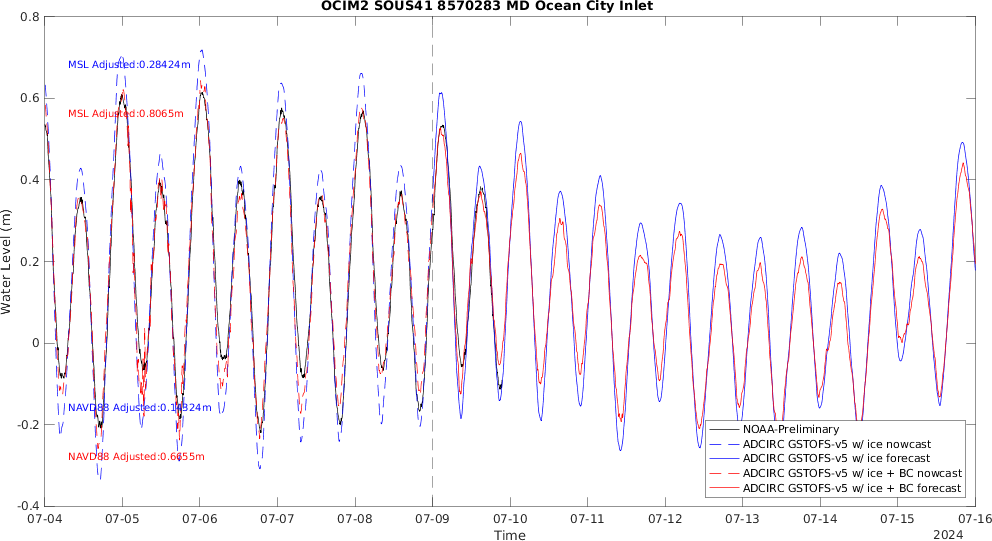 OCIM2 SOUS41 8570283 MD Ocean City Inlet
0.8
0.6
0.4
0.2
0
-0.2
-0.4
Water Level (m)
MSL Adjusted:0.28424m
MSL Adjusted:0.8065m
NAVD88 Adjusted:0.14324m
NAVD88 Adjusted:0.6655m
NOAA-Preliminary
ADCIRC GSTOFS-v5 w/ ice nowcast
ADCIRC GSTOFS-v5 w/ ice forecast
ADCIRC GSTOFS-v5 w/ ice + BC nowcast
ADCIRC GSTOFS-v5 w/ ice + BC forecast
07-04 07-05 07-06 07-07 07-08 07-09 07-10 07-11 07-12 07-13 07-14 07-15 07-16
Time
2024